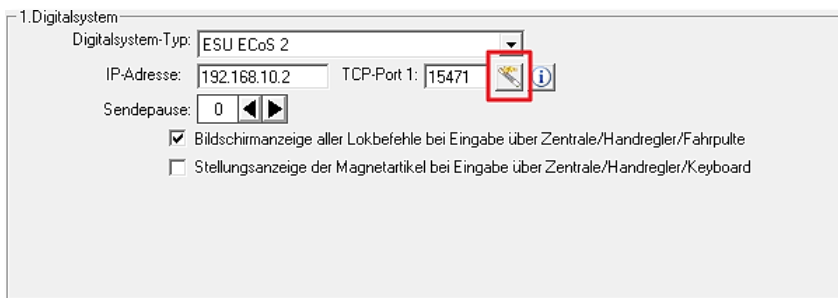 1.Digitalsystem
Digitalsystem-Typ: ESU ECoS 2
IP-Adresse: 192.168.10.2 TCP-Port 1: 15471
Sendepause: 0
Bildschirmanzeige aller Lokbefehle bei Eingabe über Zentrale/Handregler/Fahrpulte
Stellungsanzeige der Magnetartikel bei Eingabe über Zentrale/Handregler/Keyboard